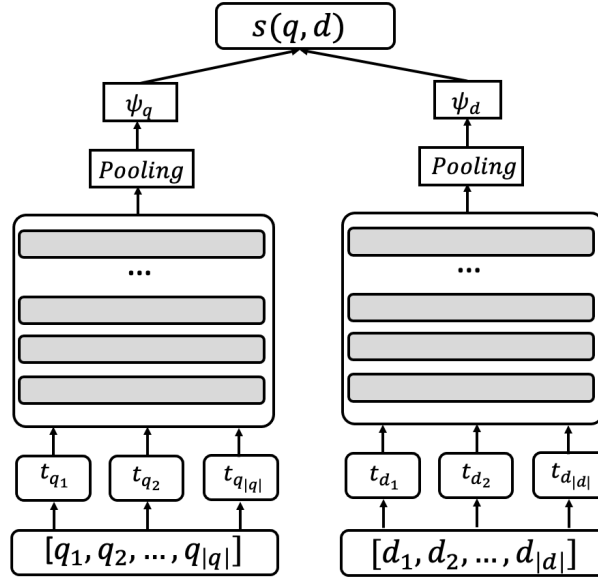 s(q, d)
ψ_q ψ_d
Pooling Pooling
... ...
t_{q_1} t_{q_2} t_{q_{|q|}} t_{d_1} t_{d_2} t_{d_{|d|}}
[q_1, q_2, ..., q_{|q|}] [d_1, d_2, ..., d_{|d|}]